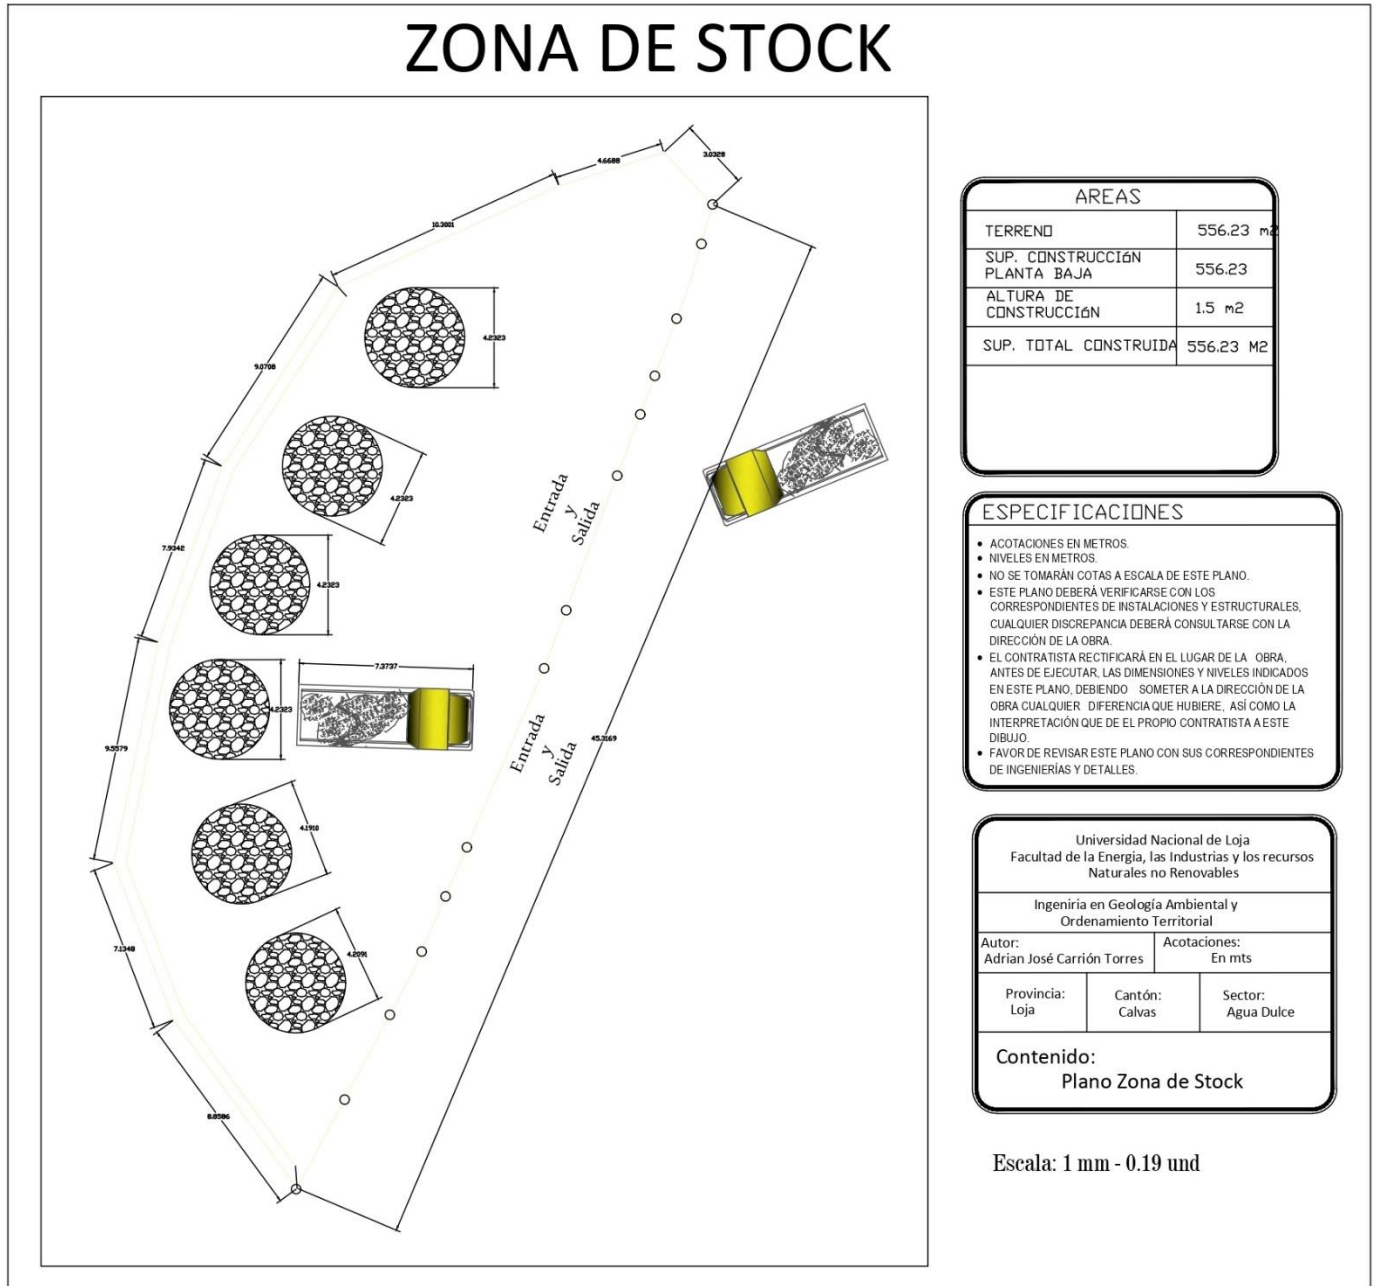 ZONA DE STOCK
3.0328
4.6688
10.3001
4.2323
9.0708
4.2323
7.9342
4.2323
Entrada
y
Salida
7.3737
4.2323
9.5579
Entrada
y
Salida
45.3169
4.1910
7.1348
4.2091
8.8586
AREAS
TERRENO 556.23 m2
SUP. CONSTRUCCIóN
PLANTA BAJA 556.23
ALTURA DE
CONSTRUCCIóN 1.5 m2
SUP. TOTAL CONSTRUIDA 556.23 M2
ESPECIFICACIONES
• ACOTACIONES EN METROS.
• NIVELES EN METROS.
• NO SE TOMARÁN COTAS A ESCALA DE ESTE PLANO.
• ESTE PLANO DEBERÁ VERIFICARSE CON LOS
CORRESPONDIENTES DE INSTALACIONES Y ESTRUCTURALES,
CUALQUIER DISCREPANCIA DEBERÁ CONSULTARSE CON LA
DIRECCIÓN DE LA OBRA.
• EL CONTRATISTA RECTIFICARÁ EN EL LUGAR DE LA OBRA,
ANTES DE EJECUTAR, LAS DIMENSIONES Y NIVELES INDICADOS
EN ESTE PLANO, DEBIENDO SOMETER A LA DIRECCIÓN DE LA
OBRA CUALQUIER DIFERENCIA QUE HUBIERE, ASÍ COMO LA
INTERPRETACIÓN QUE DE EL PROPIO CONTRATISTA A ESTE
DIBUJO.
• FAVOR DE REVISAR ESTE PLANO CON SUS CORRESPONDIENTES
DE INGENIERÍAS Y DETALLES.
Universidad Nacional de Loja
Facultad de la Energia, las Industrias y los recursos
Naturales no Renovables
Ingeniria en Geología Ambiental y
Ordenamiento Territorial
Autor:
Adrian José Carrión Torres
Acotaciones:
En mts
Provincia:
Loja
Cantón:
Calvas
Sector:
Agua Dulce
Contenido:
Plano Zona de Stock
Escala: 1 mm - 0.19 und